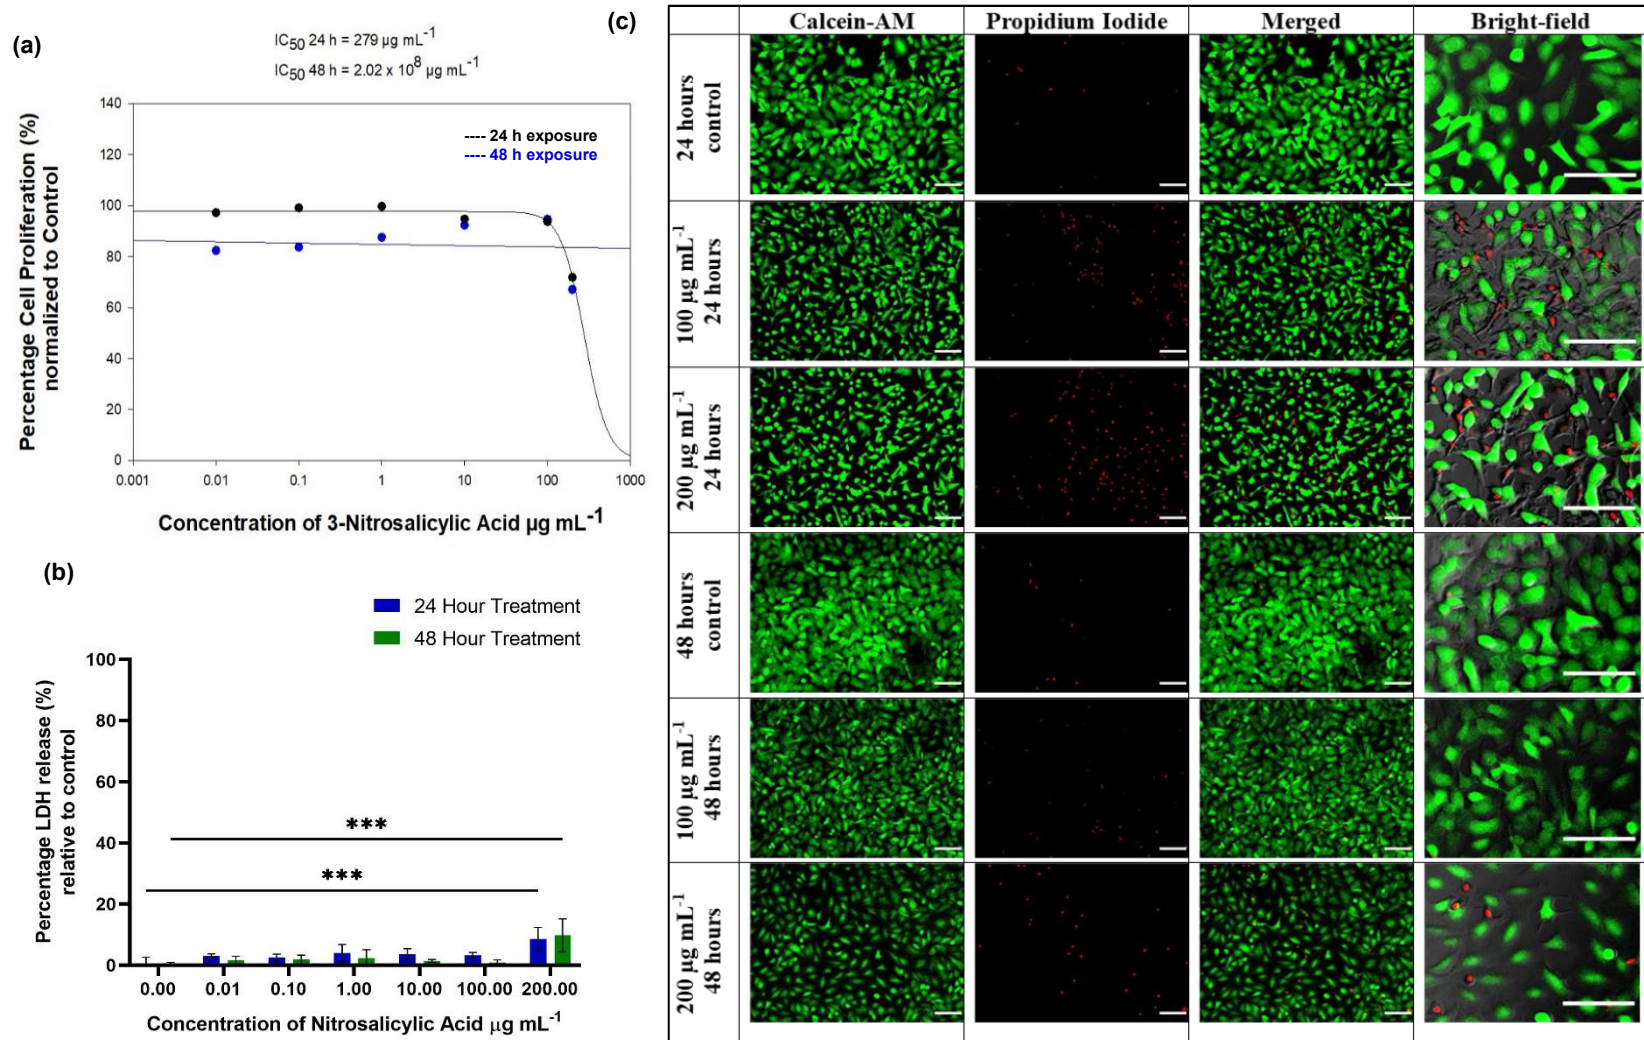 (a)
IC50 24 h = 279 µg mL-1
IC50 48 h = 2.02 x 10^8 µg mL-1
Percentage Cell Proliferation (%)
normalized to Control
140
120
100
80
60
40
20
0
---- 24 h exposure
---- 48 h exposure
0.001 0.01 0.1 1 10 100 1000
Concentration of 3-Nitrosalicylic Acid µg mL-1
(b)
24 Hour Treatment
48 Hour Treatment
Percentage LDH release (%)
relative to control
100
80
60
40
20
0
***
***
0.00 0.01 0.10 1.00 10.00 100.00 200.00
Concentration of Nitrosalicylic Acid µg mL-1
(c)
Calcein-AM Propidium Iodide Merged Bright-field
24 hours
control
100 µg mL-1
24 hours
200 µg mL-1
24 hours
48 hours
control
100 µg mL-1
48 hours
200 µg mL-1
48 hours